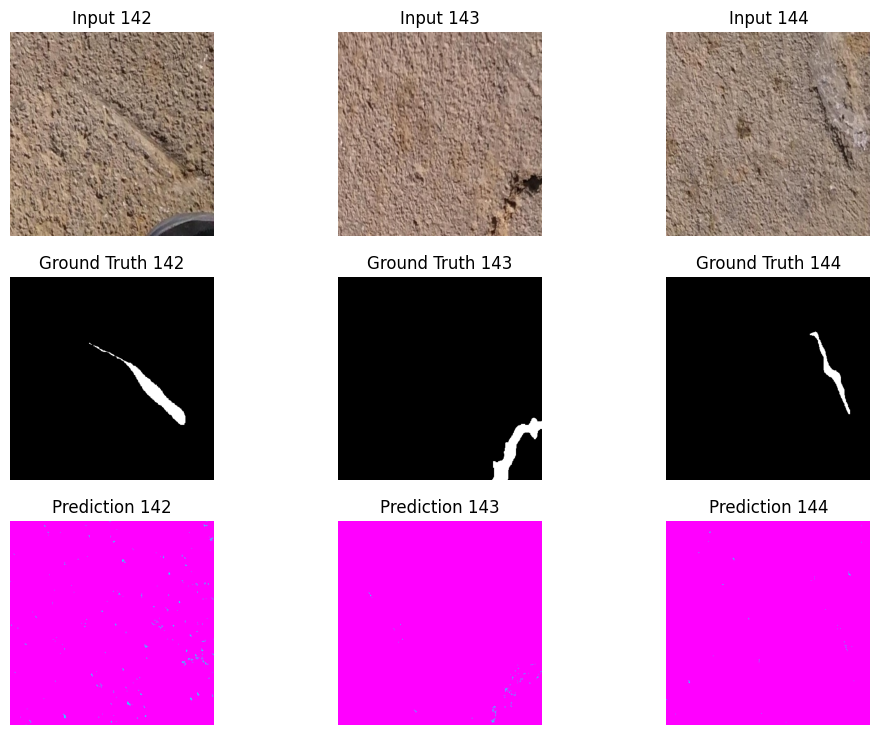 Input 142
Input 143
Input 144
Ground Truth 142
Ground Truth 143
Ground Truth 144
Prediction 142
Prediction 143
Prediction 144